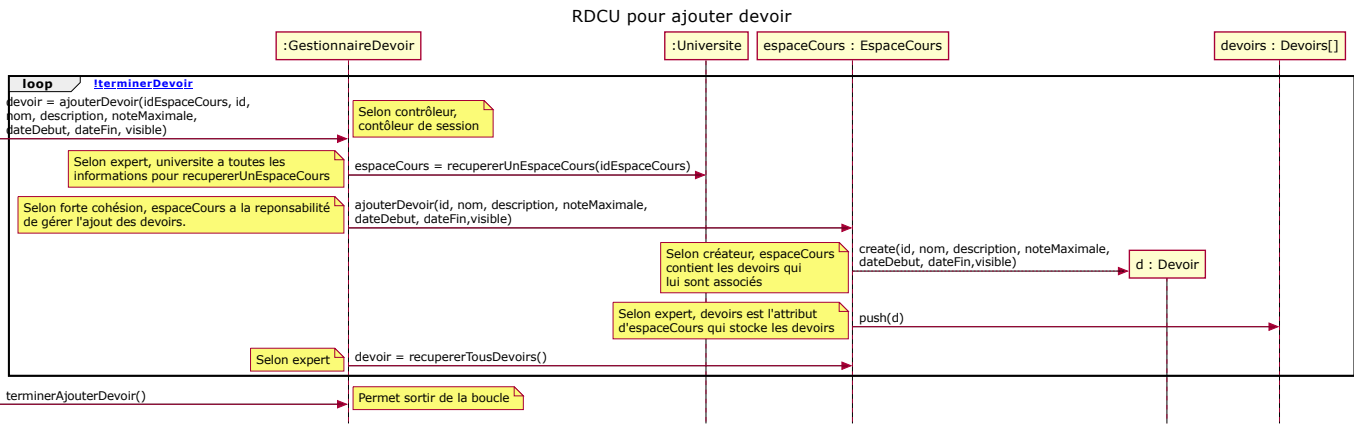 RDCU pour ajouter devoir
:GestionnaireDevoir
:Universite
espaceCours : EspaceCours
devoirs : Devoirs[]
loop
!terminerDevoir
devoir = ajouterDevoir(idEspaceCours, id,
nom, description, noteMaximale,
dateDebut, dateFin, visible)
Selon contrôleur,
contôleur de session
Selon expert, universite a toutes les
informations pour recupererUnEspaceCours
espaceCours = recupererUnEspaceCours(idEspaceCours)
Selon forte cohésion, espaceCours a la reponsabilité
de gérer l'ajout des devoirs.
ajouterDevoir(id, nom, description, noteMaximale,
dateDebut, dateFin,visible)
Selon créateur, espaceCours
contient les devoirs qui
lui sont associés
create(id, nom, description, noteMaximale,
dateDebut, dateFin,visible)
d : Devoir
Selon expert, devoirs est l'attribut
d'espaceCours qui stocke les devoirs
push(d)
Selon expert
devoir = recupererTousDevoirs()
terminerAjouterDevoir()
Permet sortir de la boucle